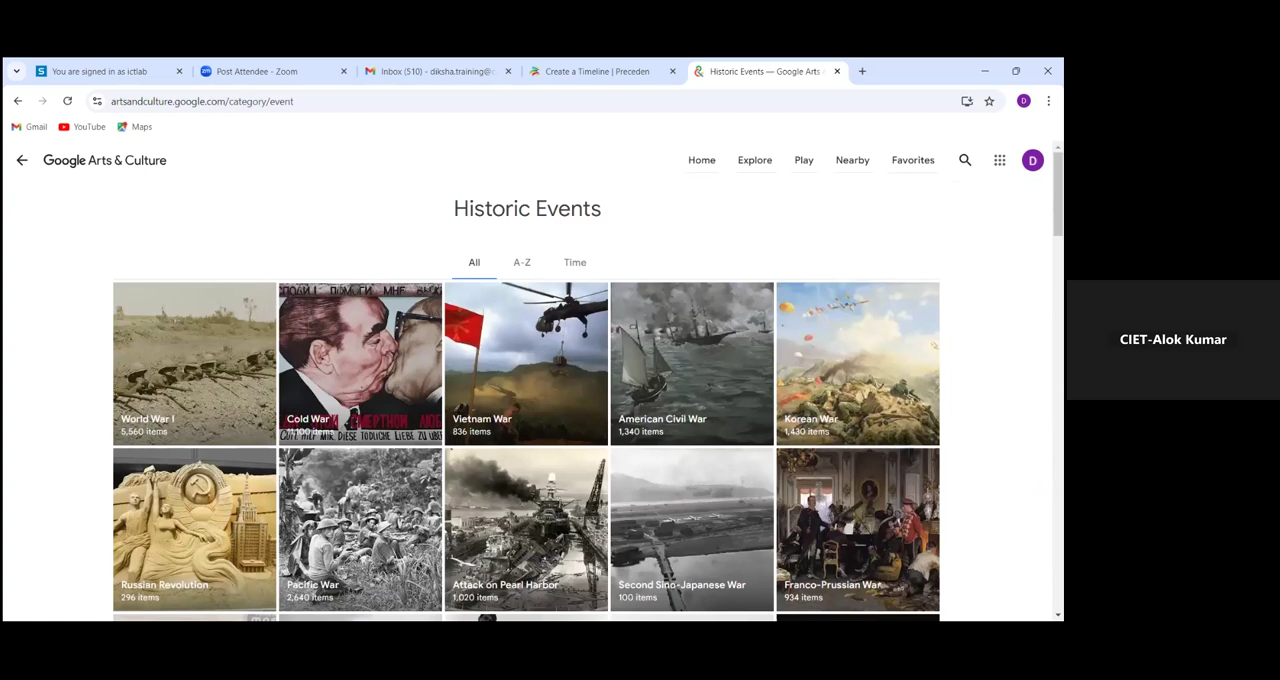 You are signed in as ictlab
Post Attendee - Zoom
Inbox (510) - diksha.training@
Create a Timeline | Preceden
Historic Events — Google Arts
artsandculture.google.com/category/event
D
Gmail
YouTube
Maps
Google Arts & Culture
Home
Explore
Play
Nearby
Favorites
D
Historic Events
All
A-Z
Time
World War I
5,560 items
Cold War
11,100 items
Vietnam War
836 items
American Civil War
1,340 items
Korean War
1,430 items
Russian Revolution
296 items
Pacific War
2,640 items
Attack on Pearl Harbor
1,020 items
Second Sino-Japanese War
100 items
Franco-Prussian War
934 items
CIET-Alok Kumar